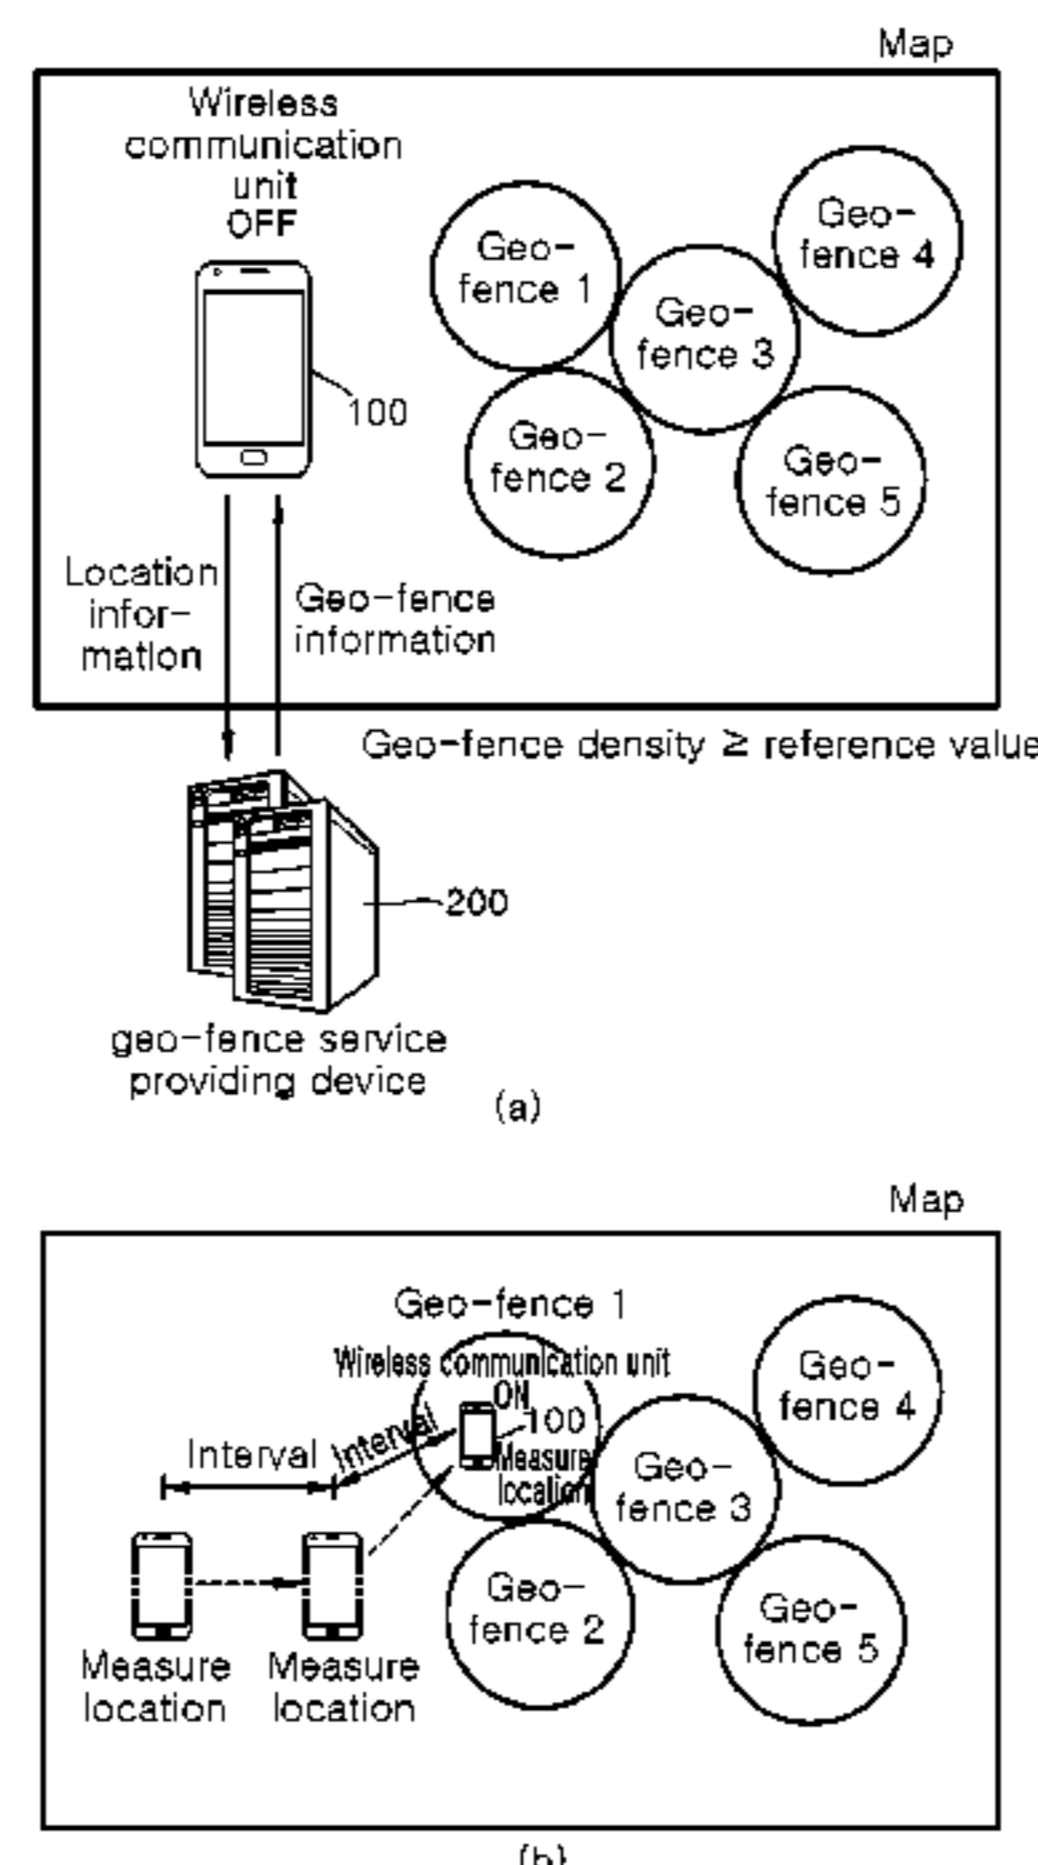 Map
Wireless
communication
unit
OFF
Geo-
fence 1
Geo-
fence 4
Geo-
fence 3
100
Geo-
fence 2
Geo-
fence 5
Location
infor-
mation
Geo-fence
information
Geo-fence density ≥ reference value
200
geo-fence service
providing device
(a)
Map
Geo-fence 1
Wireless communication unit
ON
100
Measure
location
Interval
Interval
Geo-
fence 4
Geo-
fence 3
Geo-
fence 2
Geo-
fence 5
Measure
location
Measure
location
(b)